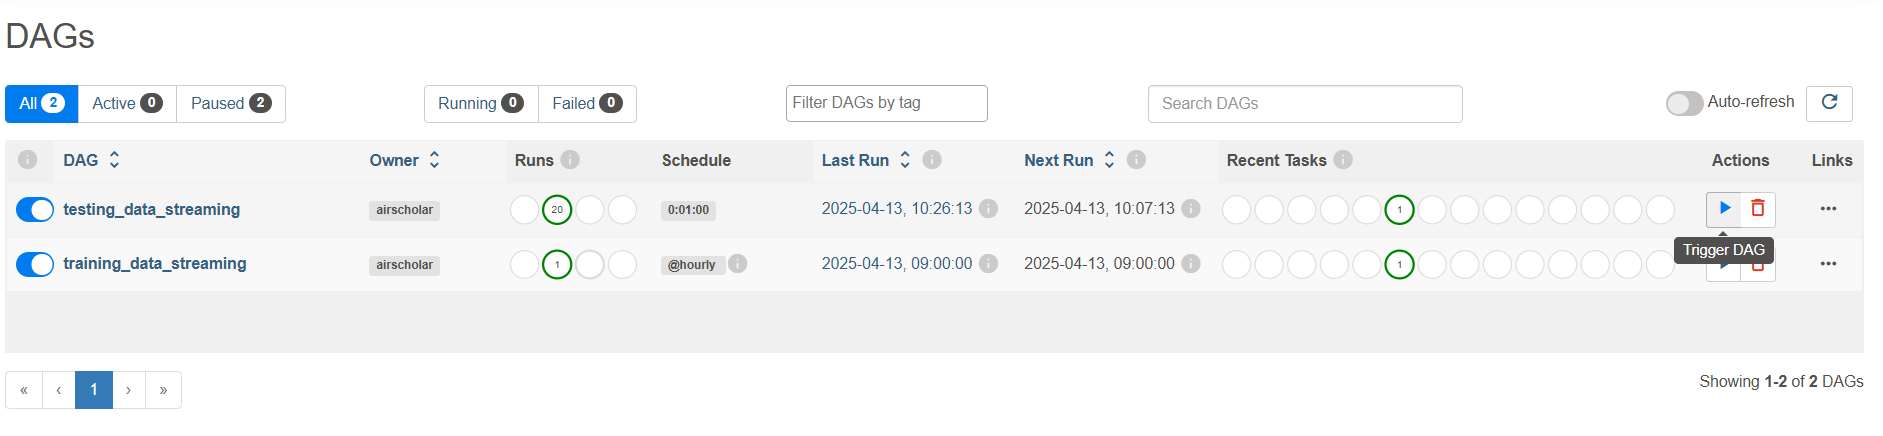 DAGs
All 2 Active 0 Paused 2 Running 0 Failed 0 Filter DAGs by tag Search DAGs Auto-refresh
DAG Owner Runs Schedule Last Run Next Run Recent Tasks Actions Links
testing_data_streaming airscholar 20 0:01:00 2025-04-13, 10:26:13 2025-04-13, 10:07:13 1
Trigger DAG
training_data_streaming airscholar 1 @hourly 2025-04-13, 09:00:00 2025-04-13, 09:00:00 1
« ‹ 1 › »
Showing 1-2 of 2 DAGs